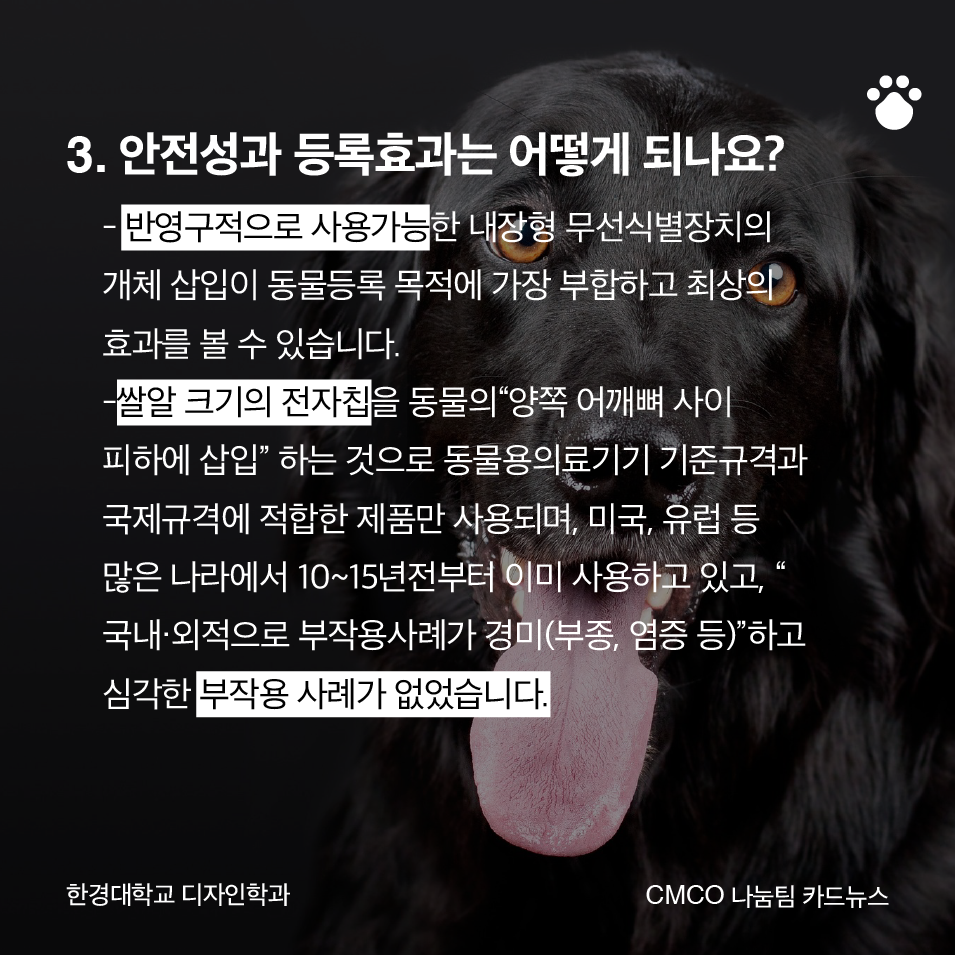 3. 안전성과 등록효과는 어떻게 되나요?
- 반영구적으로 사용가능한 내장형 무선식별장치의
개체 삽입이 동물등록 목적에 가장 부합하고 최상의
효과를 볼 수 있습니다.
-쌀알 크기의 전자칩을 동물의“양쪽 어깨뼈 사이
피하에 삽입” 하는 것으로 동물용의료기기 기준규격과
국제규격에 적합한 제품만 사용되며, 미국, 유럽 등
많은 나라에서 10~15년전부터 이미 사용하고 있고, “
국내·외적으로 부작용사례가 경미(부종, 염증 등)”하고
심각한 부작용 사례가 없었습니다.
한경대학교 디자인학과
CMCO 나눔팀 카드뉴스